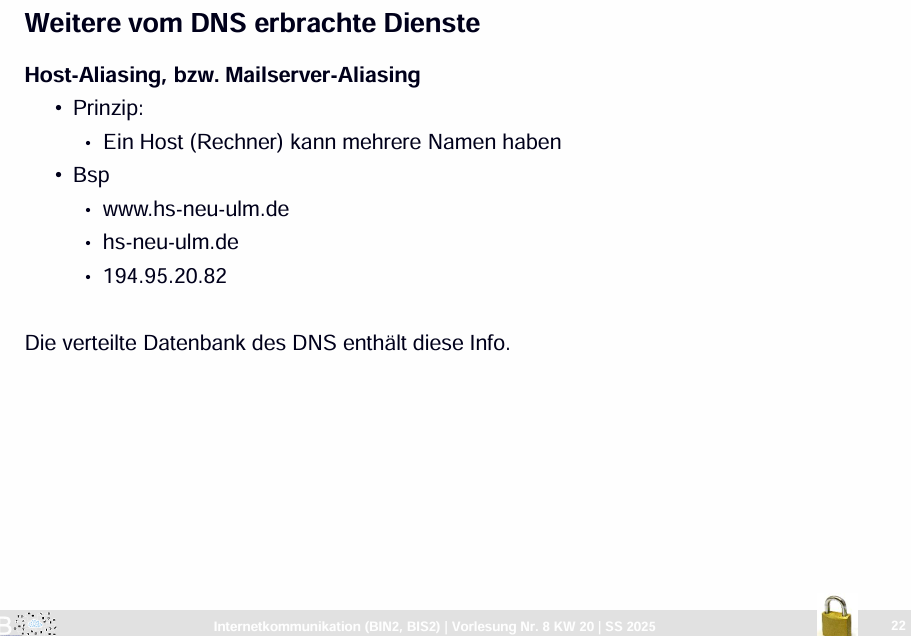 Weitere vom DNS erbrachte Dienste
Host-Aliasing, bzw. Mailserver-Aliasing
• Prinzip:
• Ein Host (Rechner) kann mehrere Namen haben
• Bsp
• www.hs-neu-ulm.de
• hs-neu-ulm.de
• 194.95.20.82
Die verteilte Datenbank des DNS enthält diese Info.
Internetkommunikation (BIN2, BIS2) | Vorlesung Nr. 8 KW 20 | SS 2025
22